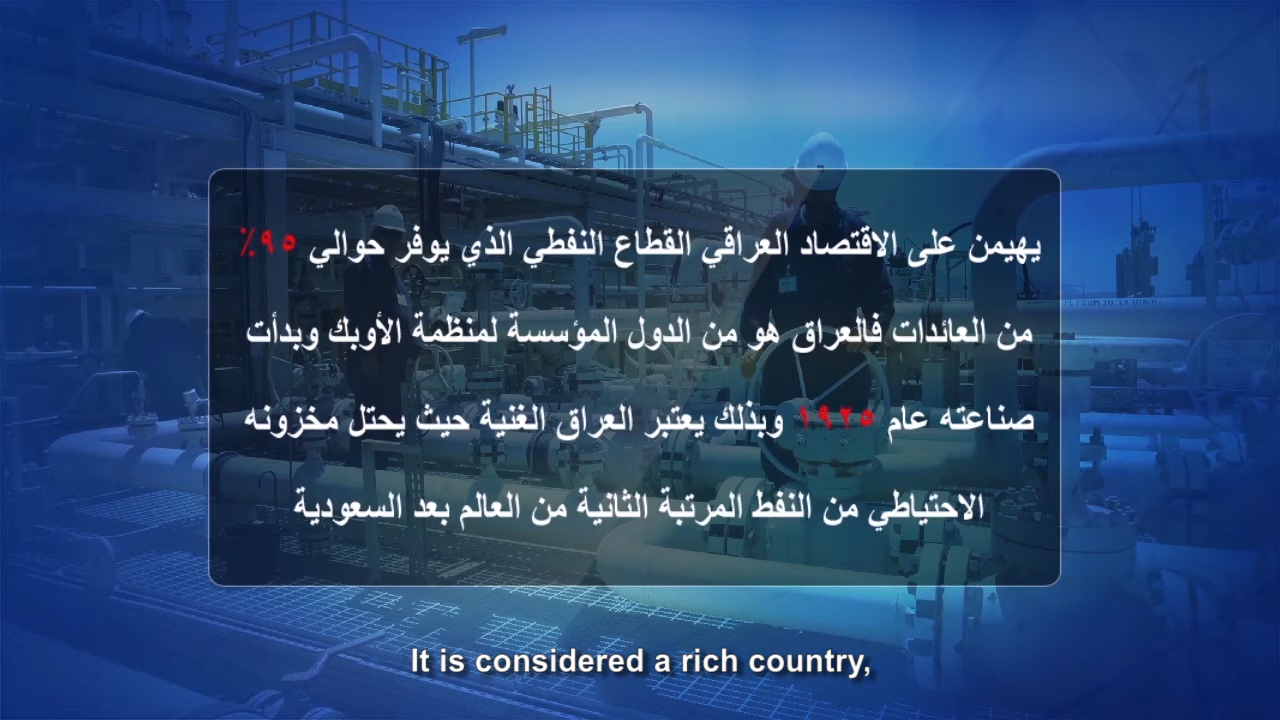 يهيمن على الاقتصاد العراقي القطاع النفطي الذي يوفر حوالي ٩٥٪
من العائدات فالعراق هو من الدول المؤسسة لمنظمة الأوبك وبدأت
صناعته عام ١٩٢٥ وبذلك يعتبر العراق الغنية حيث يحتل مخزونه
الاحتياطي من النفط المرتبة الثانية من العالم بعد السعودية
It is considered a rich country,